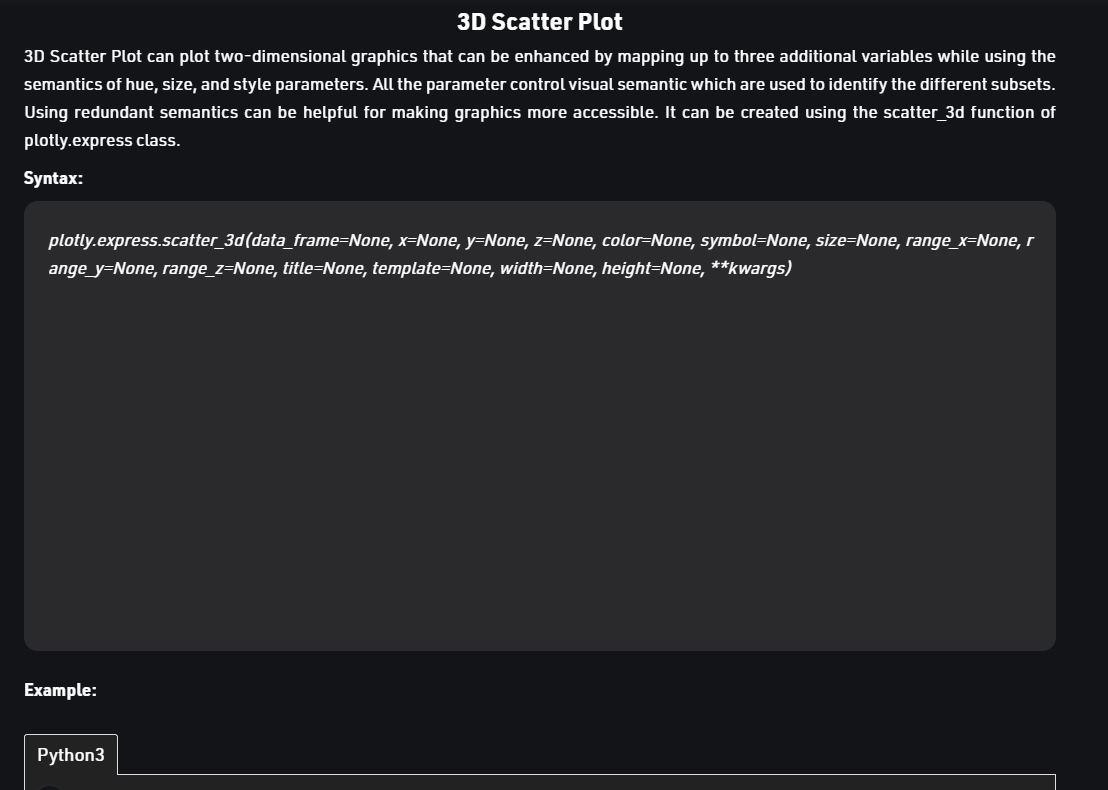 3D Scatter Plot
3D Scatter Plot can plot two-dimensional graphics that can be enhanced by mapping up to three additional variables while using the
semantics of hue, size, and style parameters. All the parameter control visual semantic which are used to identify the different subsets.
Using redundant semantics can be helpful for making graphics more accessible. It can be created using the scatter_3d function of
plotly.express class.
Syntax:
plotly.express.scatter_3d(data_frame=None, x=None, y=None, z=None, color=None, symbol=None, size=None, range_x=None, r
ange_y=None, range_z=None, title=None, template=None, width=None, height=None, **kwargs)
Example:
Python3